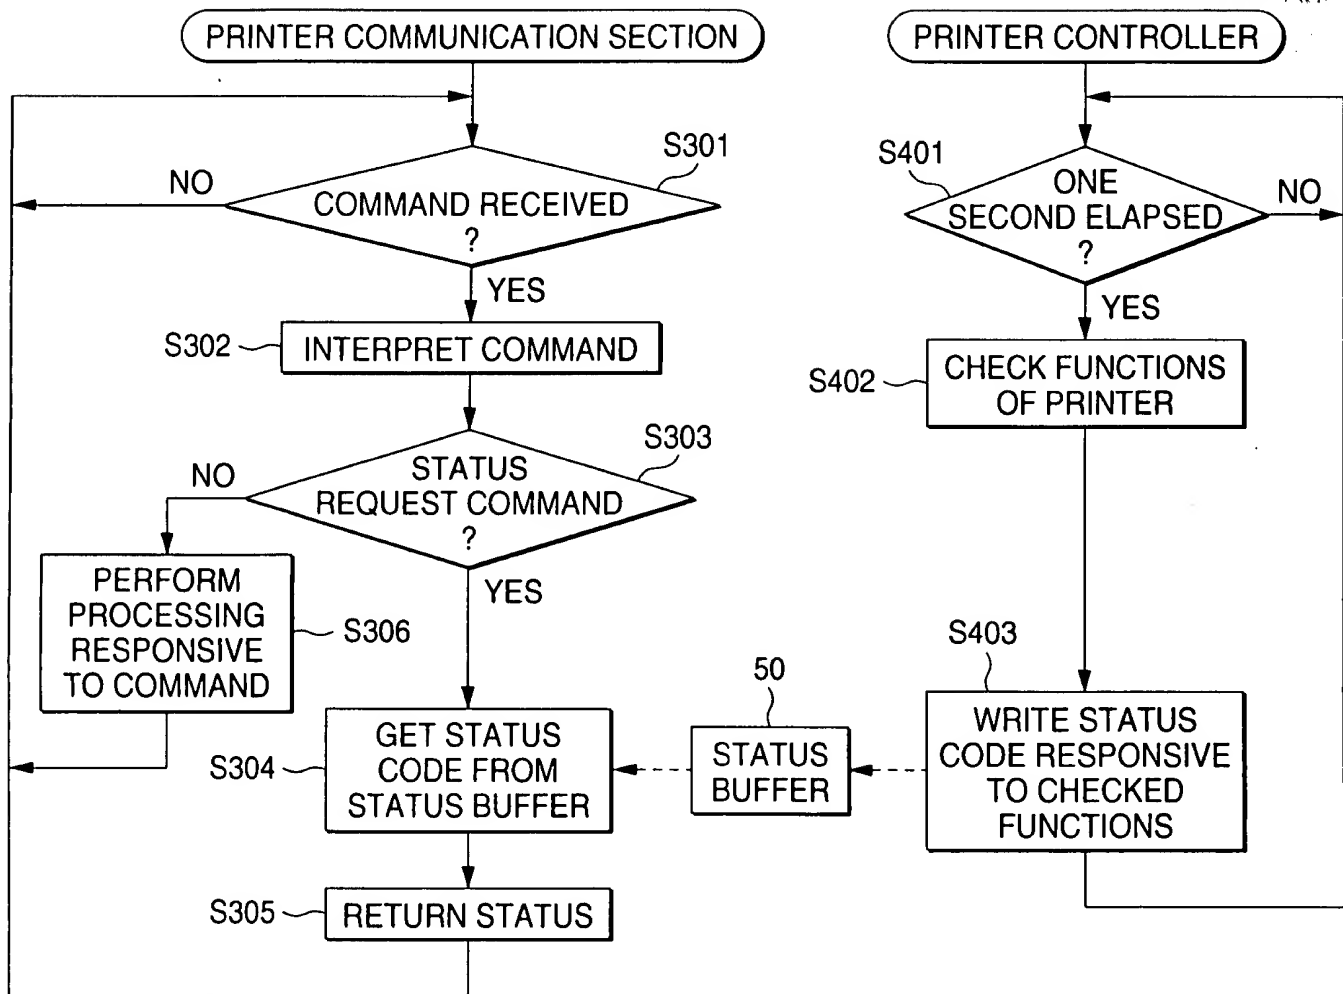 PRINTER COMMUNICATION SECTION
S301
NO
COMMAND RECEIVED
?
YES
S302
INTERPRET COMMAND
S303
NO
STATUS
REQUEST COMMAND
?
YES
PERFORM
PROCESSING
RESPONSIVE
TO COMMAND
S306
S304
GET STATUS
CODE FROM
STATUS BUFFER
S305
RETURN STATUS
50
STATUS
BUFFER
PRINTER CONTROLLER
S401
ONE
SECOND ELAPSED
?
NO
YES
S402
CHECK FUNCTIONS
OF PRINTER
S403
WRITE STATUS
CODE RESPONSIVE
TO CHECKED
FUNCTIONS